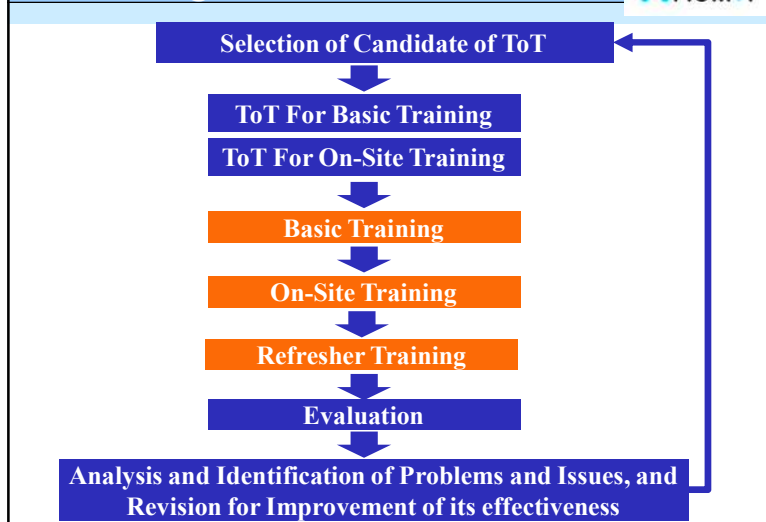 Selection of Candidate of ToT
ToT For Basic Training
ToT For On-Site Training
Basic Training
On-Site Training
Refresher Training
Evaluation
Analysis and Identification of Problems and Issues, and
Revision for Improvement of its effectiveness